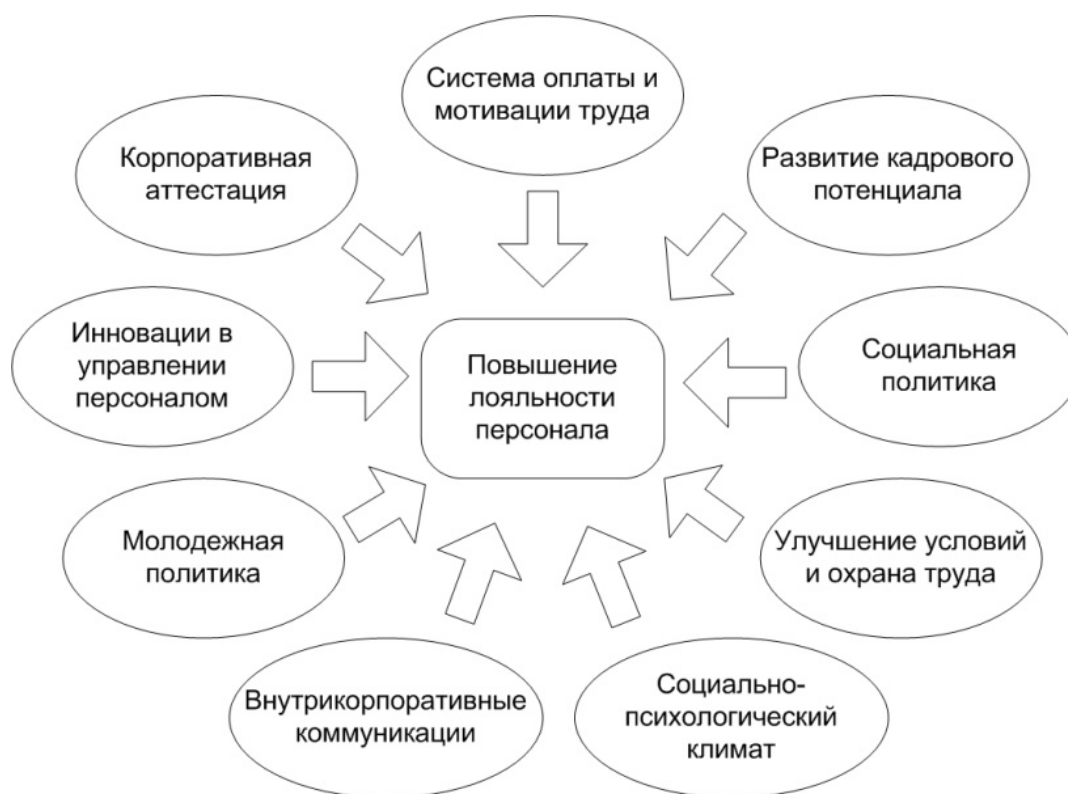 Система оплаты и
мотивации труда
Корпоративная
аттестация
Развитие кадрового
потенциала
Инновации в
управлении
персоналом
Повышение
лояльности
персонала
Социальная
политика
Молодежная
политика
Улучшение условий
и охрана труда
Внутрикорпоративные
коммуникации
Социально-
психологический
климат